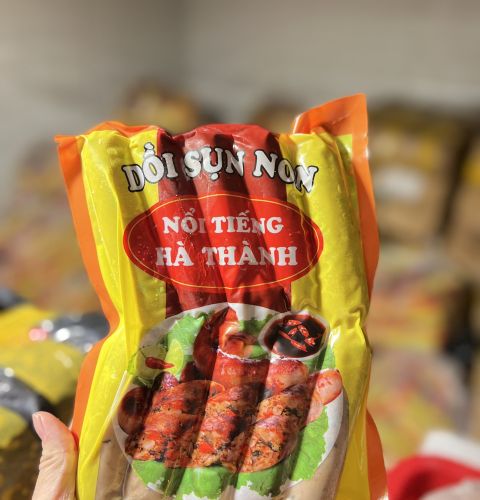 DỒI SỤN NON
NỔI TIẾNG
HÀ THÀNH